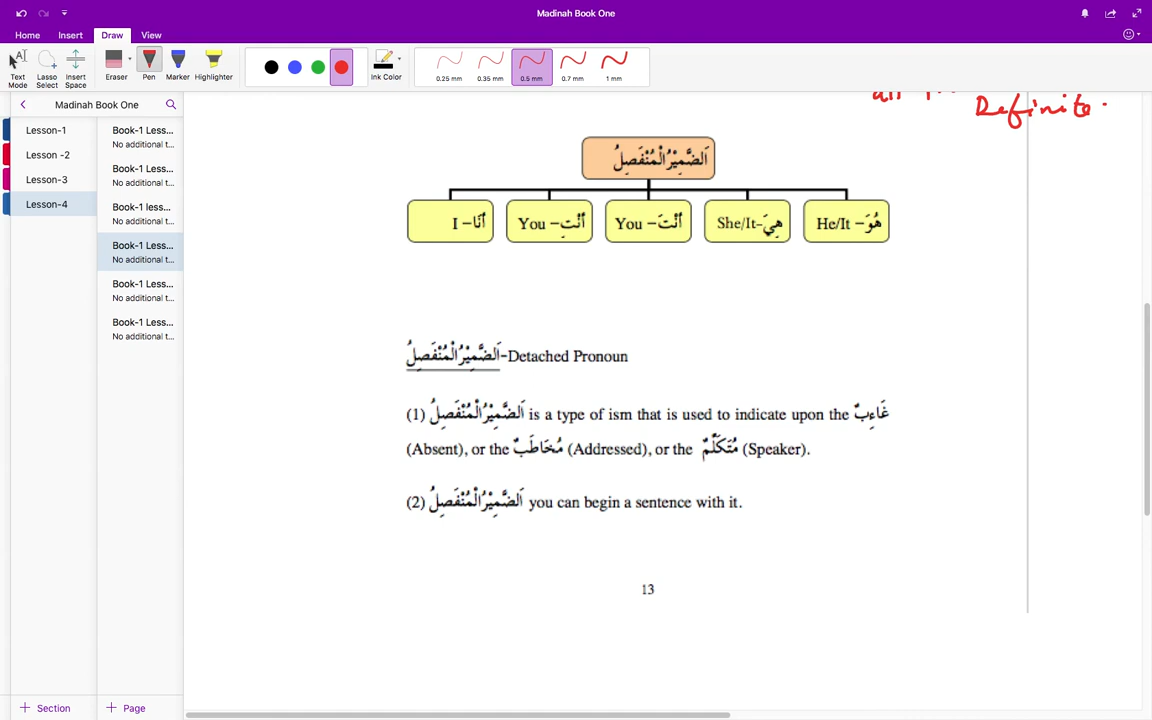 Madinah Book One
Home Insert Draw View
Text Mode
Lasso Select
Insert Space
Eraser
Pen
Marker
Highlighter
Ink Color
0.25 mm
0.35 mm
0.5 mm
0.7 mm
1 mm
Madinah Book One
Lesson-1
Lesson -2
Lesson-3
Lesson-4
Book-1 Less...
No additional t...
Book-1 Less...
No additional t...
Book-1 less...
No additional t...
Book-1 Less...
No additional t...
Book-1 Less...
No additional t...
Book-1 Less...
No additional t...
Section
Page
all
Definite
اَلضَّمِيْرُالْمُنْفَصِلُ
I –أَنَا
You –أَنْتِ
You –أَنْتَ
She/It-هِيَ
He/It –هُوَ
اَلضَّمِيْرُالْمُنْفَصِلُ-Detached Pronoun
(1) اَلضَّمِيْرُالْمُنْفَصِلُ is a type of ism that is used to indicate upon the غَاءِبٌ
(Absent), or the مُخَاطَبٌ (Addressed), or the مُتَكَلِّمٌ (Speaker).
(2) اَلضَّمِيْرُالْمُنْفَصِلُ you can begin a sentence with it.
13